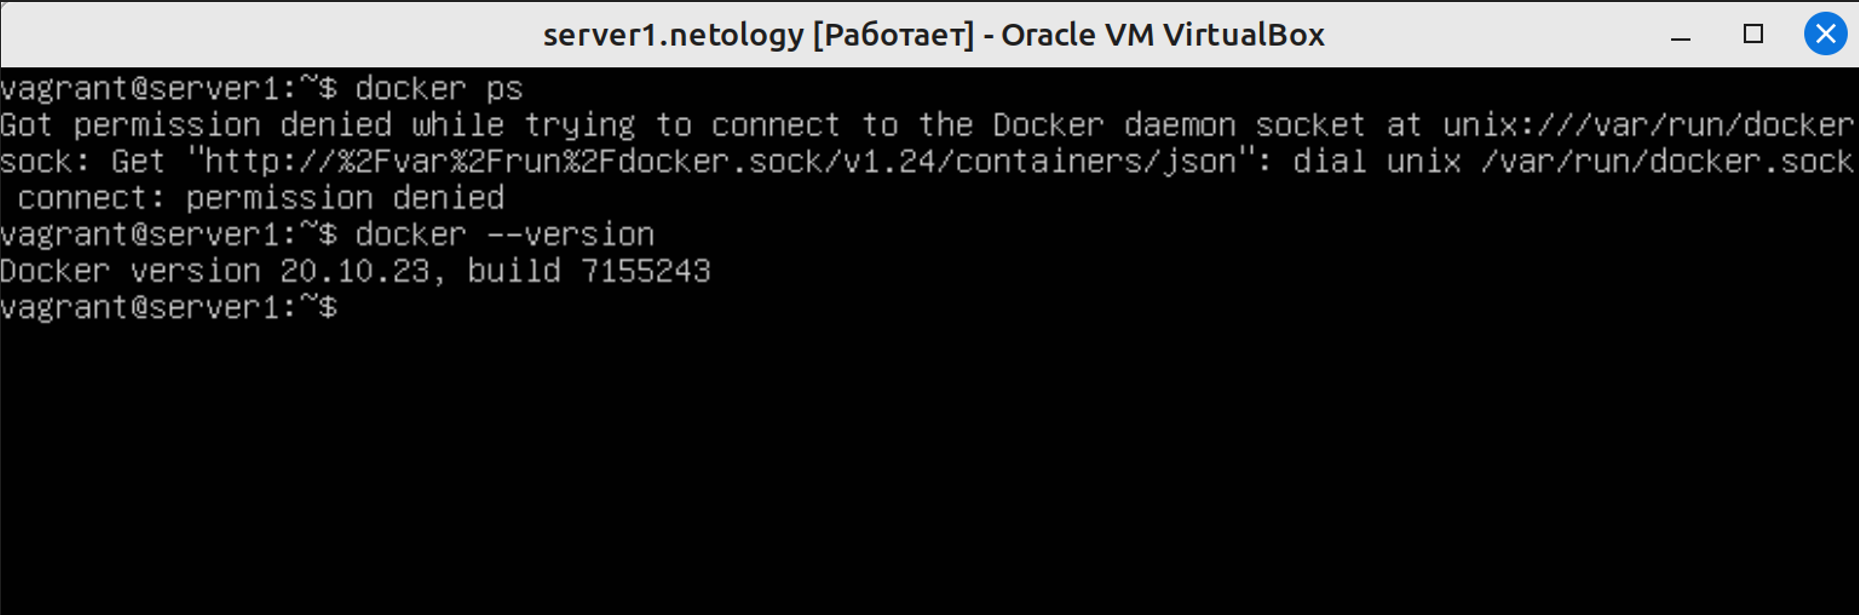 server1.netology [Работает] - Oracle VM VirtualBox
vagrant@server1:~$ docker ps
Got permission denied while trying to connect to the Docker daemon socket at unix:///var/run/docker
sock: Get "http://%2Fvar%2Frun%2Fdocker.sock/v1.24/containers/json": dial unix /var/run/docker.sock
connect: permission denied
vagrant@server1:~$ docker --version
Docker version 20.10.23, build 7155243
vagrant@server1:~$